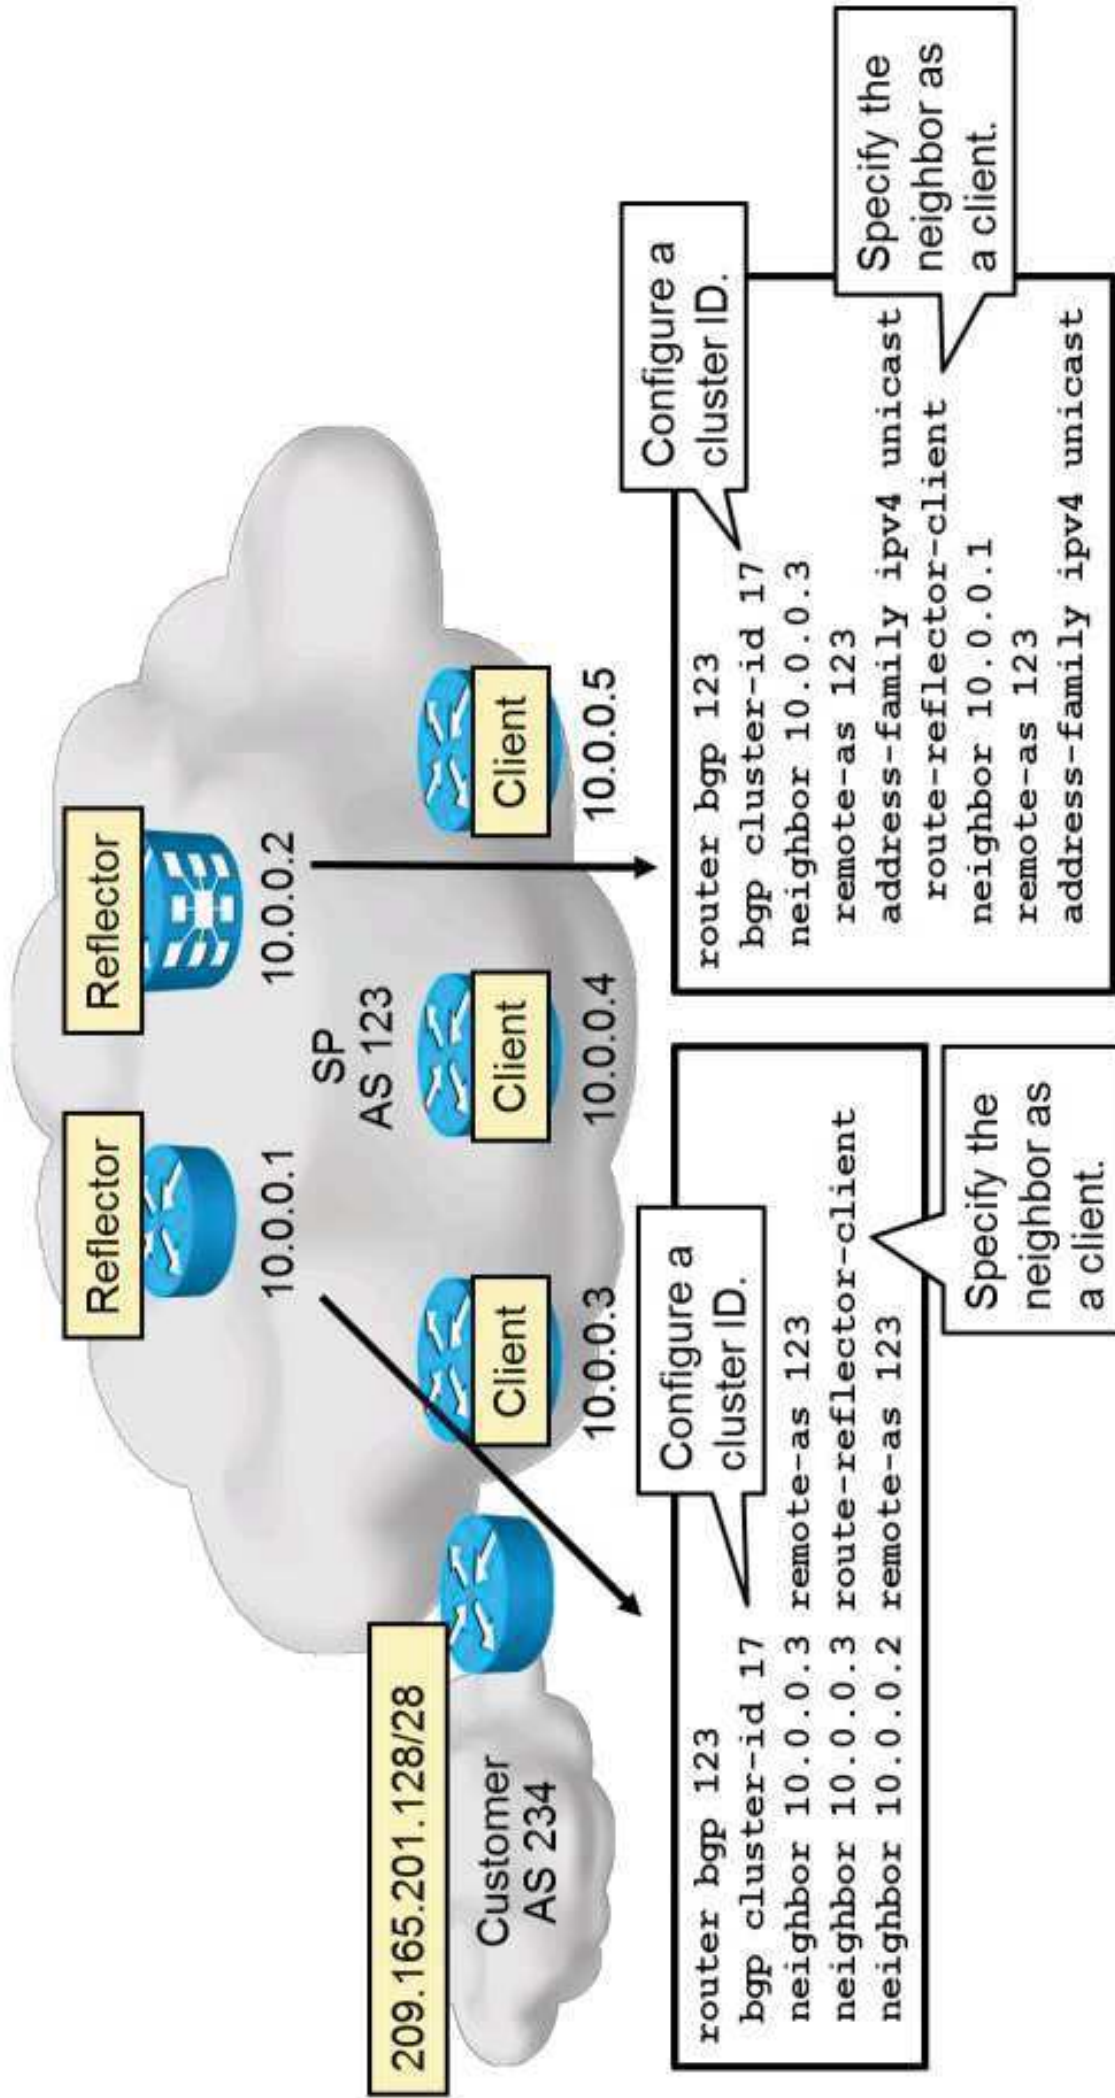 Reflector
Reflector
10.0.0.1
10.0.0.2
SP
AS 123
209.165.201.128/28
Customer
AS 234
Client
Client
Client
10.0.0.3
10.0.0.4
10.0.0.5
router bgp 123
bgp cluster-id 17
neighbor 10.0.0.3 remote-as 123
neighbor 10.0.0.3 route-reflector-client
neighbor 10.0.0.2 remote-as 123
Configure a
cluster ID.
Specify the
neighbor as
a client.
router bgp 123
bgp cluster-id 17
neighbor 10.0.0.3
remote-as 123
address-family ipv4 unicast
route-reflector-client
neighbor 10.0.0.1
remote-as 123
address-family ipv4 unicast
Configure a
cluster ID.
Specify the
neighbor as
a client.